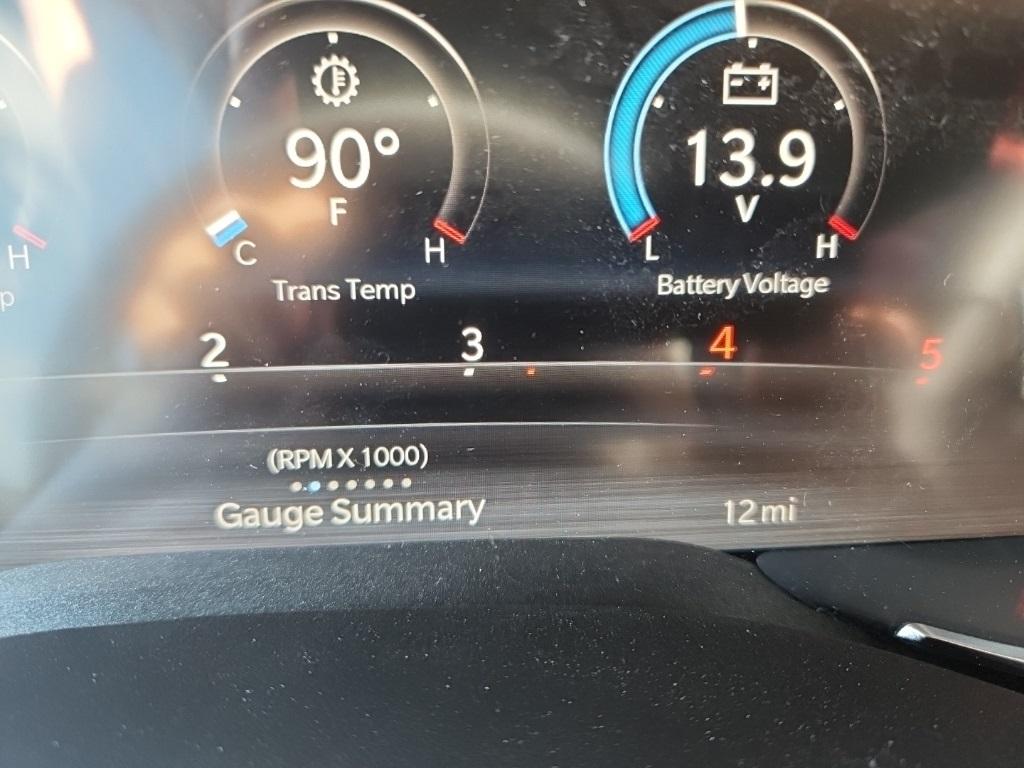 90°
F
C
H
Trans Temp
13.9
V
L
H
Battery Voltage
H
p
2
3
4
5
(RPM X 1000)
Gauge Summary
12 mi